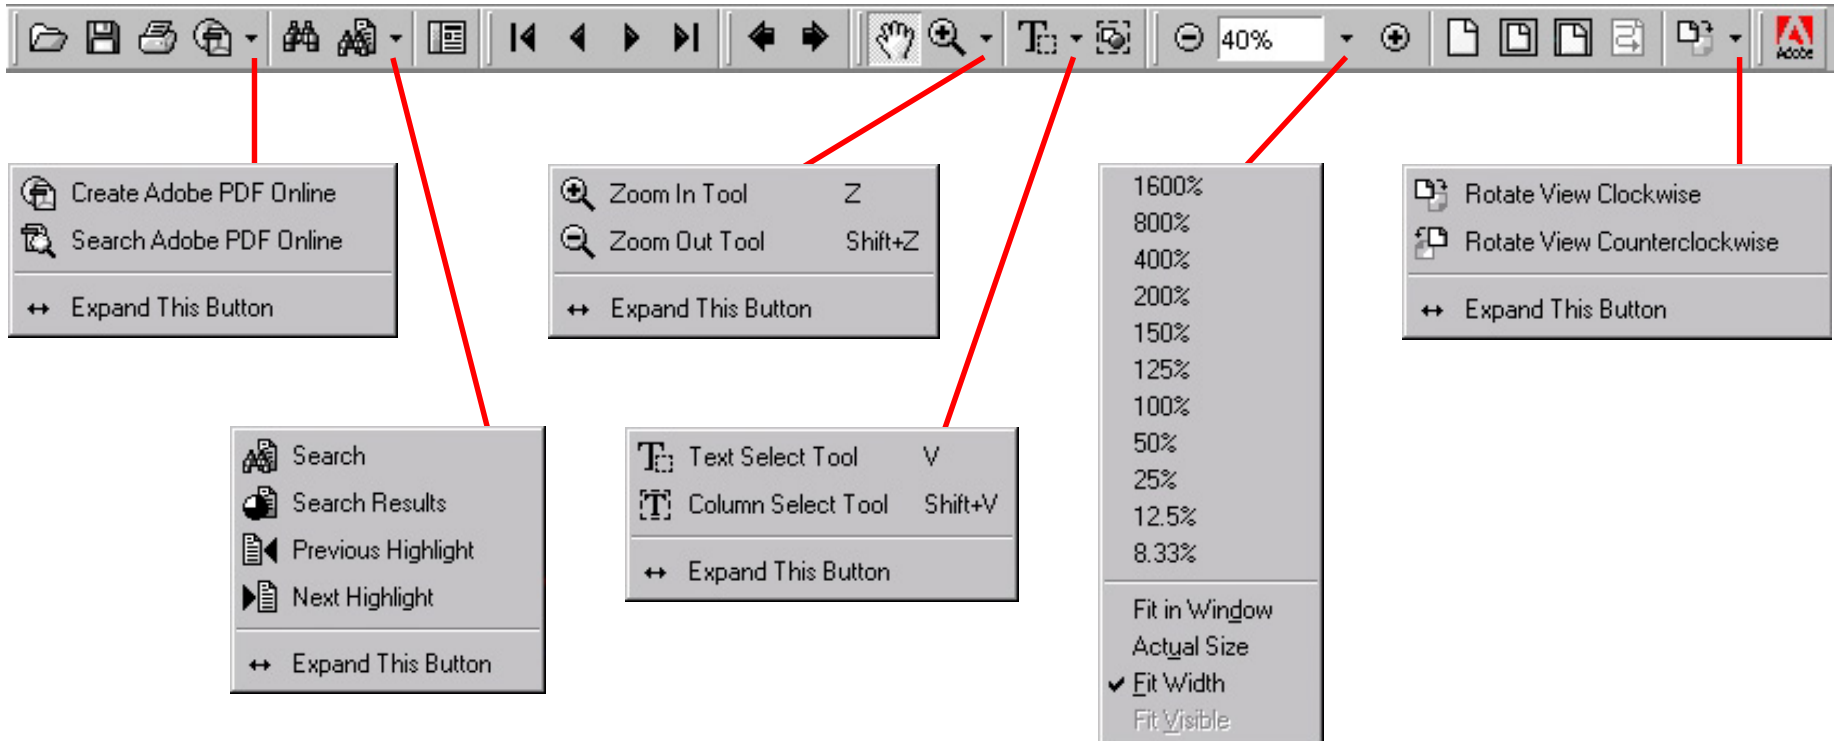 40%
Adobe
Create Adobe PDF Online
Search Adobe PDF Online
Expand This Button
Search
Search Results
Previous Highlight
Next Highlight
Expand This Button
Zoom In Tool Z
Zoom Out Tool Shift+Z
Expand This Button
Text Select Tool V
Column Select Tool Shift+V
Expand This Button
1600%
800%
400%
200%
150%
125%
100%
50%
25%
12.5%
8.33%
Fit in Window
Actual Size
Fit Width
Fit Visible
Rotate View Clockwise
Rotate View Counterclockwise
Expand This Button